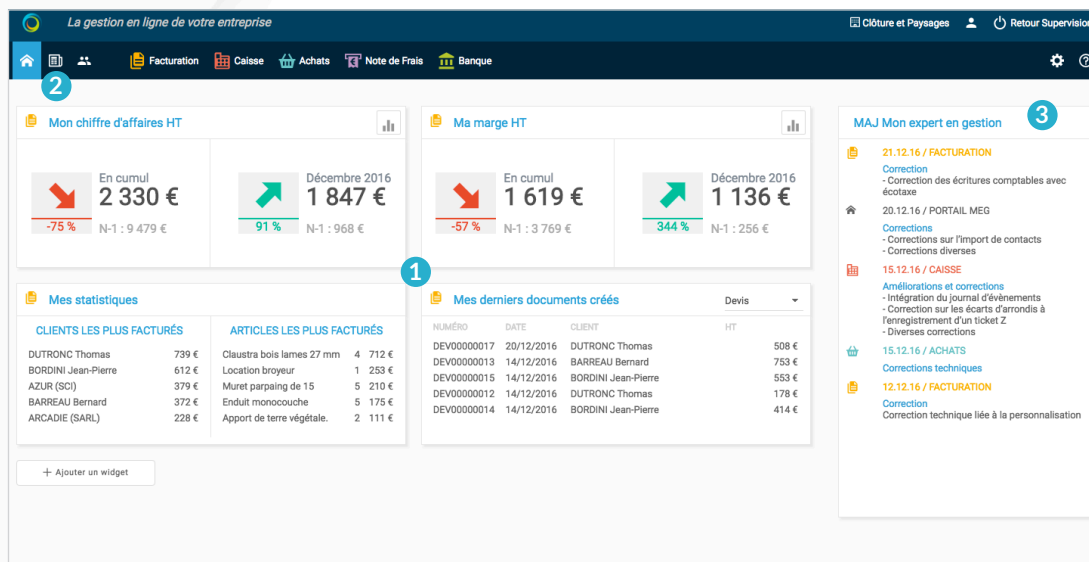 La gestion en ligne de votre entreprise
Clôture et Paysages
Retour Supervision
Facturation
Caisse
Achats
Note de Frais
Banque
2
Mon chiffre d'affaires HT
En cumul
2 330 €
-75 %
N-1 : 9 479 €
Décembre 2016
1 847 €
91 %
N-1 : 968 €
Ma marge HT
En cumul
1 619 €
-57 %
N-1 : 3 769 €
Décembre 2016
1 136 €
344 %
N-1 : 256 €
1
Mes statistiques
CLIENTS LES PLUS FACTURÉS
DUTRONC Thomas 739 €
BORDINI Jean-Pierre 612 €
AZUR (SCI) 379 €
BARREAU Bernard 372 €
ARCADIE (SARL) 228 €
ARTICLES LES PLUS FACTURÉS
Claustra bois lames 27 mm 4 712 €
Location broyeur 1 253 €
Muret parpaing de 15 5 210 €
Enduit monocouche 5 175 €
Apport de terre végétale. 2 111 €
Mes derniers documents créés
Devis
NUMÉRO DATE CLIENT HT
DEV00000017 20/12/2016 DUTRONC Thomas 508 €
DEV00000013 14/12/2016 BARREAU Bernard 753 €
DEV00000015 14/12/2016 BORDINI Jean-Pierre 553 €
DEV00000012 14/12/2016 DUTRONC Thomas 178 €
DEV00000014 14/12/2016 BORDINI Jean-Pierre 414 €
+ Ajouter un widget
MAJ Mon expert en gestion
3
21.12.16 / FACTURATION
Correction
- Correction des écritures comptables avec
écotaxe
20.12.16 / PORTAIL MEG
Corrections
- Corrections sur l'import de contacts
- Corrections diverses
15.12.16 / CAISSE
Améliorations et corrections
- Intégration du journal d'évènements
- Correction sur les écarts d'arrondis à
l'enregistrement d'un ticket Z
- Diverses corrections
15.12.16 / ACHATS
Corrections techniques
12.12.16 / FACTURATION
Correction
Correction technique liée à la personnalisation